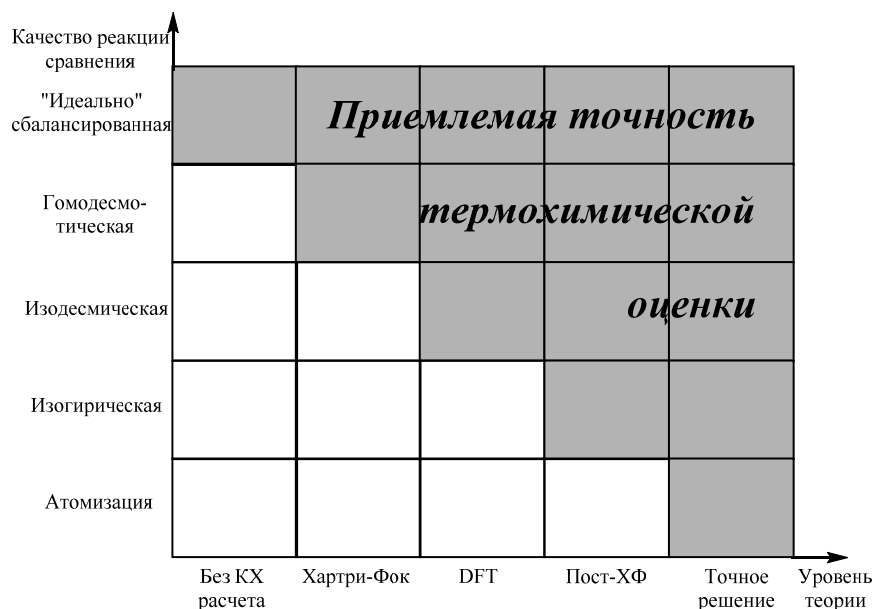 Качество реакции
сравнения
"Идеально"
сбалансированная
Приемлемая точность
Гомодесмо-
тическая
термохимической
Изодесмическая
оценки
Изогирическая
Атомизация
Без КХ
расчета
Хартри-Фок
DFT
Пост-ХФ
Точное
решение
Уровень
теории